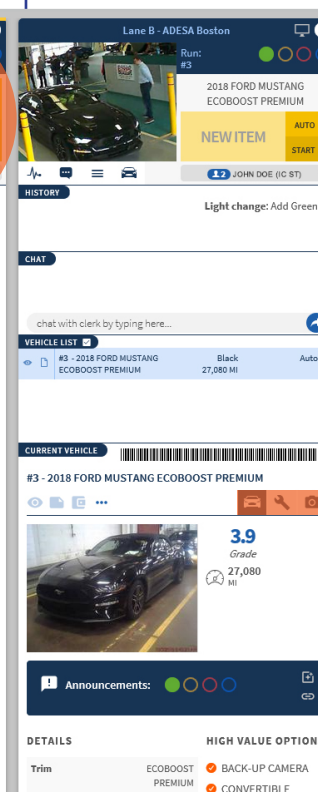 Lane B - ADESA Boston
Run:
#3
2018 FORD MUSTANG
ECOBOOST PREMIUM
NEW ITEM
AUTO
START
12 JOHN DOE (IC ST)
HISTORY
Light change: Add Green
CHAT
chat with clerk by typing here...
VEHICLE LIST
#3 - 2018 FORD MUSTANG
ECOBOOST PREMIUM
Black
27,080 MI
Auto
CURRENT VEHICLE
#3 - 2018 FORD MUSTANG ECOBOOST PREMIUM
3.9
Grade
27,080
MI
Announcements:
DETAILS
HIGH VALUE OPTION
Trim
ECOBOOST
PREMIUM
BACK-UP CAMERA
CONVERTIBLE